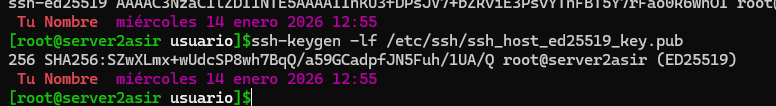 Tu Nombre miércoles 14 enero 2026 12:55
[root@server2asir usuario]$ssh-keygen -lf /etc/ssh/ssh_host_ed25519_key.pub
256 SHA256:SZwXLmx+wUdcSP8wh7BqQ/a59GCadpfJN5Fuh/1UA/Q root@server2asir (ED25519)
Tu Nombre miércoles 14 enero 2026 12:55
[root@server2asir usuario]$